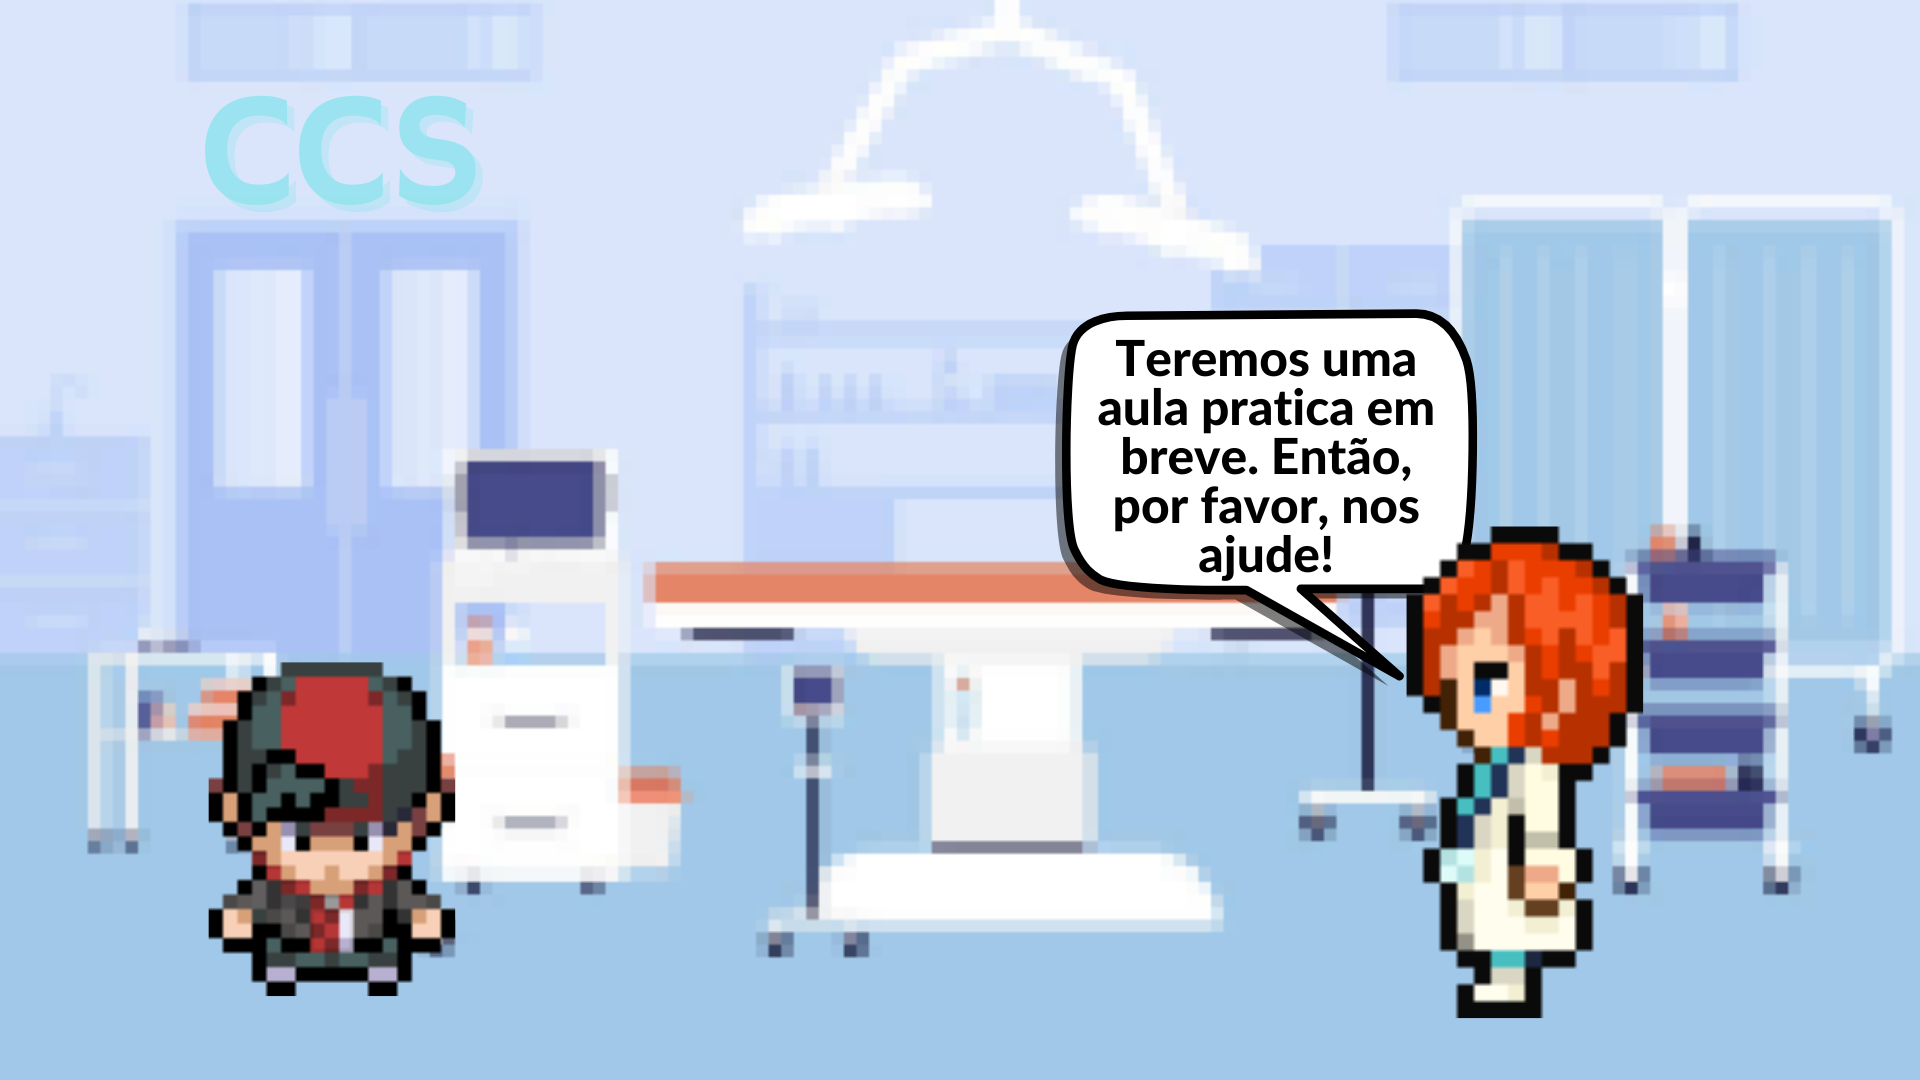 CCS
Teremos uma
aula pratica em
breve. Então,
por favor, nos
ajude!